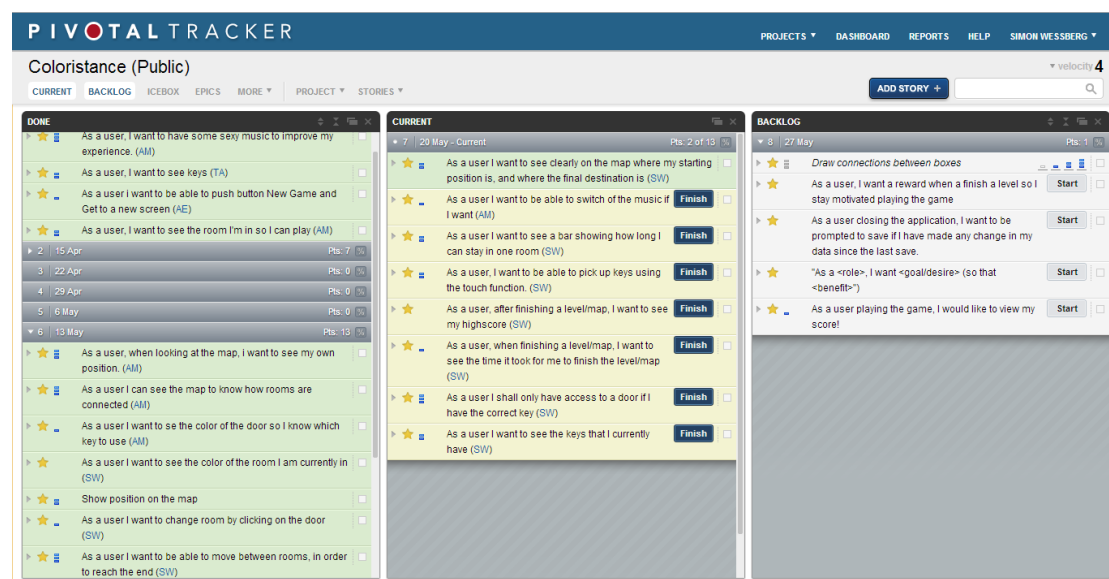 PIVOTAL TRACKER
PROJECTS DASHBOARD REPORTS HELP SIMON WESSBERG
Coloristance (Public)
velocity 4
CURRENT BACKLOG ICEBOX EPICS MORE PROJECT STORIES
ADD STORY +
DONE
As a user, I want to have some sexy music to improve my
experience. (AM)
As a user, I want to see keys (TA)
As a user i want to be able to push button New Game and
Get to a new screen (AE)
As a user, I want to see the room I'm in so I can play (AM)
2 15 Apr Pts: 7 %
3 22 Apr Pts: 0 %
4 29 Apr Pts: 0 %
5 6 May Pts: 0 %
6 13 May Pts: 13 %
As a user, when looking at the map, i want to see my own
position. (AM)
As a user I can see the map to know how rooms are
connected (AM)
As a user I want to se the color of the door so I know which
key to use (AM)
As a user I want to see the color of the room I am currently in
(SW)
Show position on the map
As a user I want to change room by clicking on the door
(SW)
As a user I want to be able to move between rooms, in order
to reach the end (SW)
CURRENT
7 20 May - Current Pts: 2 of 13 %
As a user I want to see clearly on the map where my starting
position is, and where the final destination is (SW)
As a user I want to be able to switch of the music if
I want (AM)
Finish
As a user I want to see a bar showing how long I
can stay in one room (SW)
Finish
As a user, I want to be able to pick up keys using
the touch function. (SW)
Finish
As a user, after finishing a level/map, I want to see
my highscore (SW)
Finish
As a user, when finishing a level/map, I want to
see the time it took for me to finish the level/map
(SW)
Finish
As a user I shall only have access to a door if I
have the correct key (SW)
Finish
As a user I want to see the keys that I currently
have (SW)
Finish
BACKLOG
8 27 May Pts: 1 %
Draw connections between boxes
As a user, I want a reward when a finish a level so I
stay motivated playing the game
Start
As a user closing the application, I want to be
prompted to save if I have made any change in my
data since the last save.
Start
"As a <role>, I want <goal/desire> (so that
<benefit>")
Start
As a user playing the game, I would like to view my
score!
Start